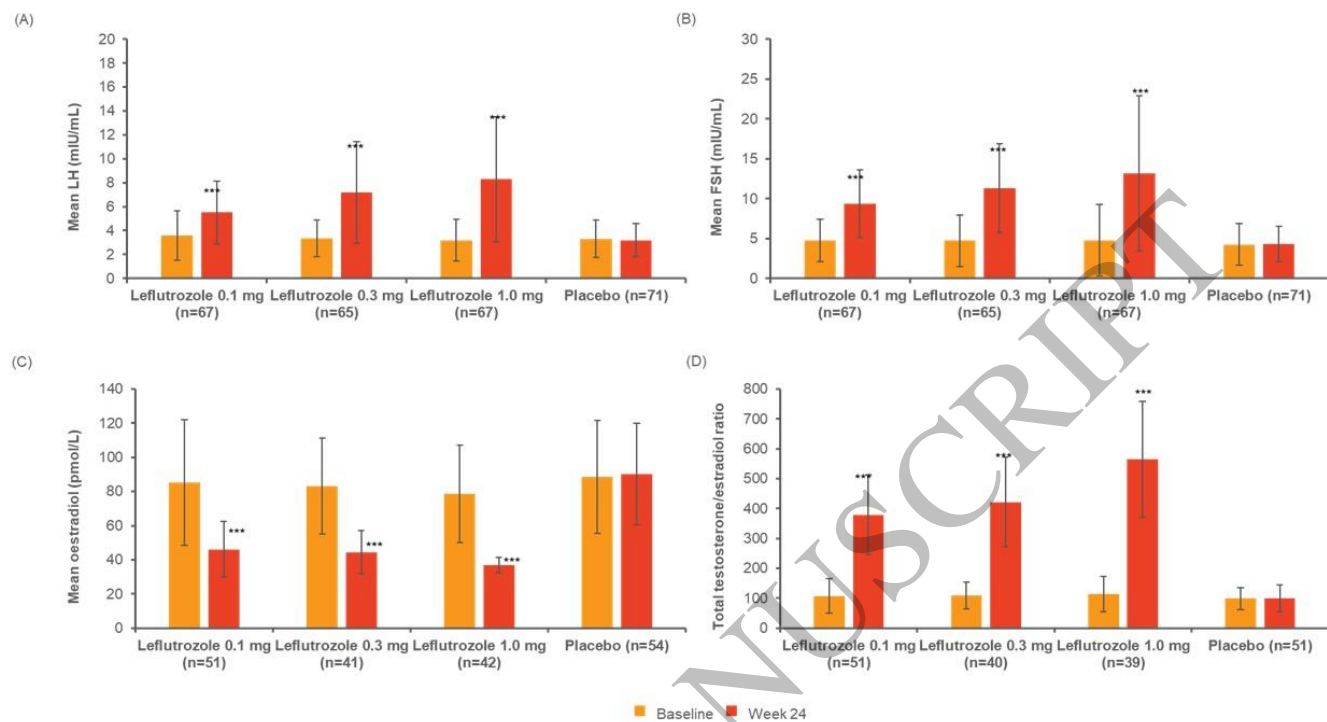 (A)
Mean LH (mIU/mL)
20
18
16
14
12
10
8
6
4
2
0
***
***
***
Leflutrozole 0.1 mg
(n=67)
Leflutrozole 0.3 mg
(n=65)
Leflutrozole 1.0 mg
(n=67)
Placebo (n=71)
(B)
Mean FSH (mIU/mL)
30
25
20
15
10
5
0
***
***
***
Leflutrozole 0.1 mg
(n=67)
Leflutrozole 0.3 mg
(n=65)
Leflutrozole 1.0 mg
(n=67)
Placebo (n=71)
(C)
Mean oestradiol (pmol/L)
140
120
100
80
60
40
20
0
***
***
***
Leflutrozole 0.1 mg
(n=51)
Leflutrozole 0.3 mg
(n=41)
Leflutrozole 1.0 mg
(n=42)
Placebo (n=54)
(D)
Total testosterone/estradiol ratio
800
700
600
500
400
300
200
100
0
***
***
***
Leflutrozole 0.1 mg
(n=51)
Leflutrozole 0.3 mg
(n=40)
Leflutrozole 1.0 mg
(n=39)
Placebo (n=51)
Baseline
Week 24
NUSCRIPT